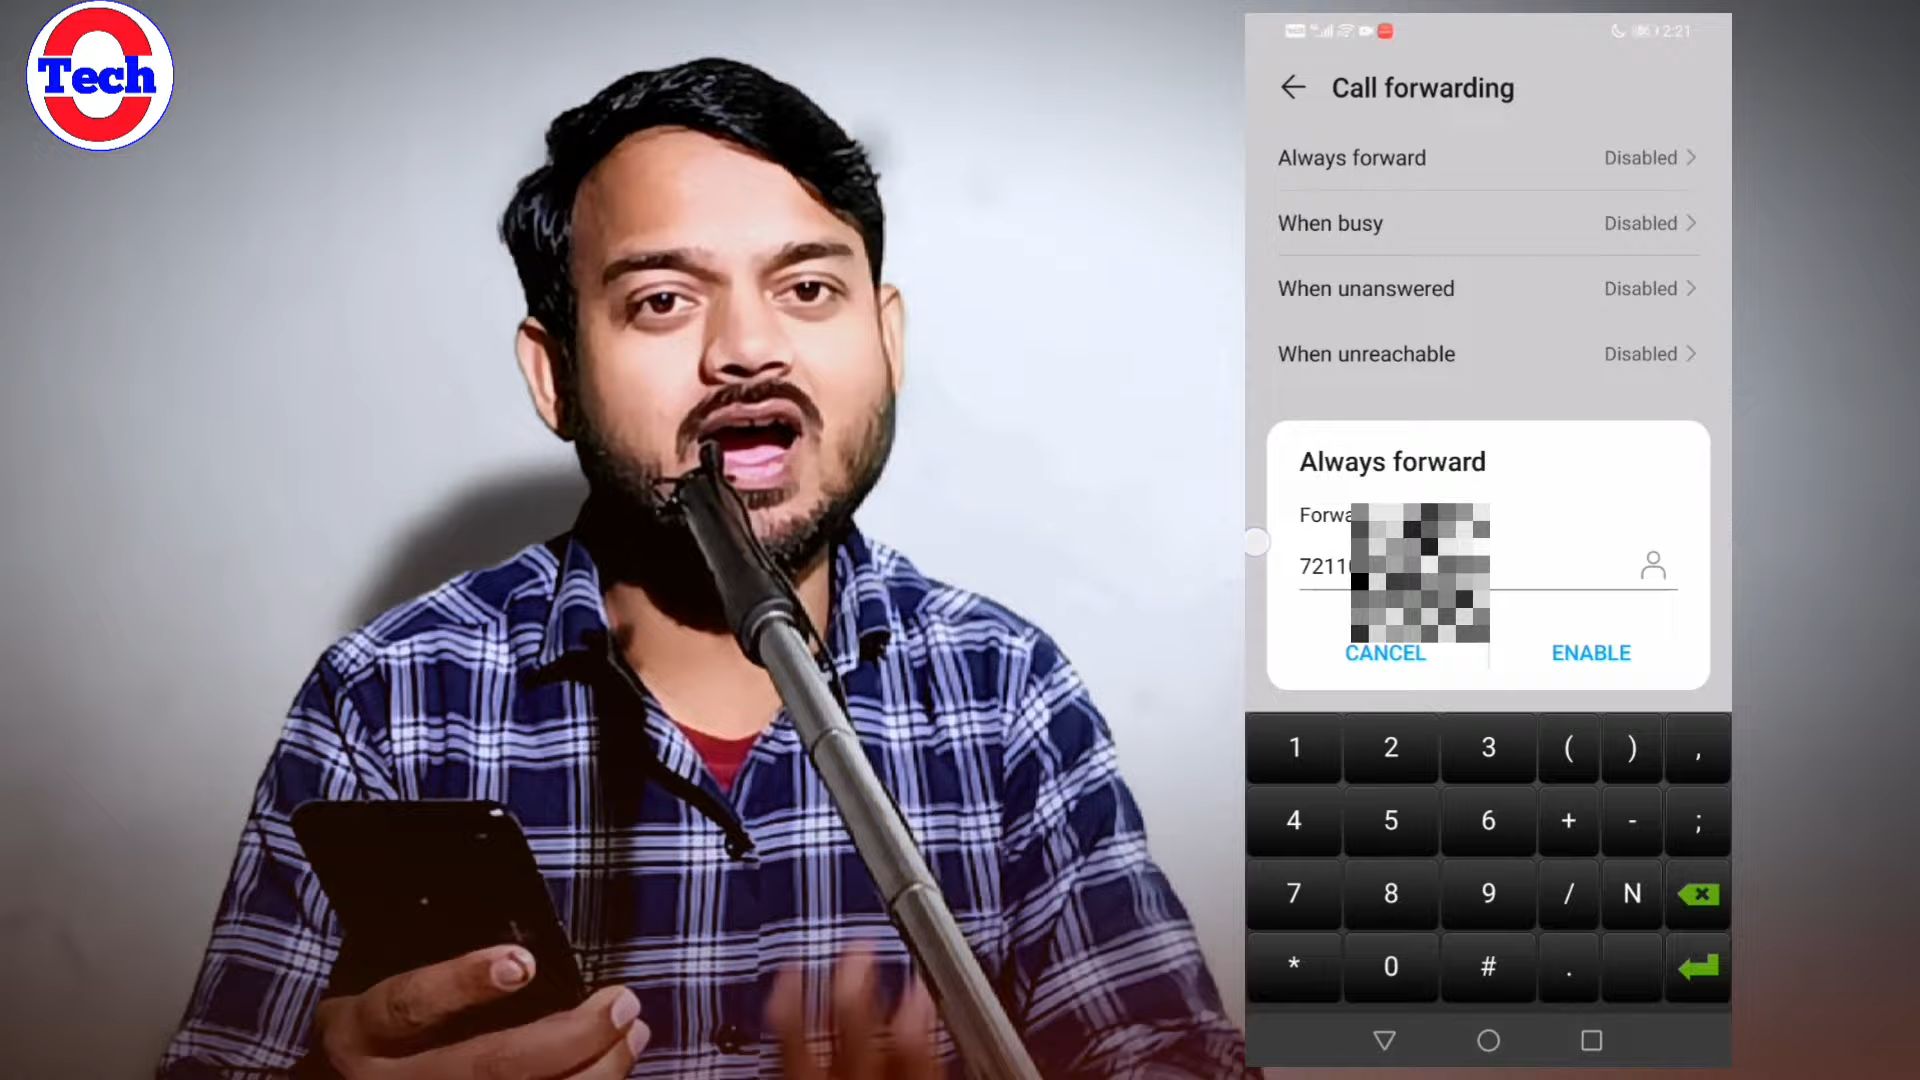 Tech
2:21
Call forwarding
Always forward Disabled
When busy Disabled
When unanswered Disabled
When unreachable Disabled
Always forward
Forwa
7211
CANCEL ENABLE
1 2 3 ( ) ,
4 5 6 + - ;
7 8 9 / N
* 0 # .